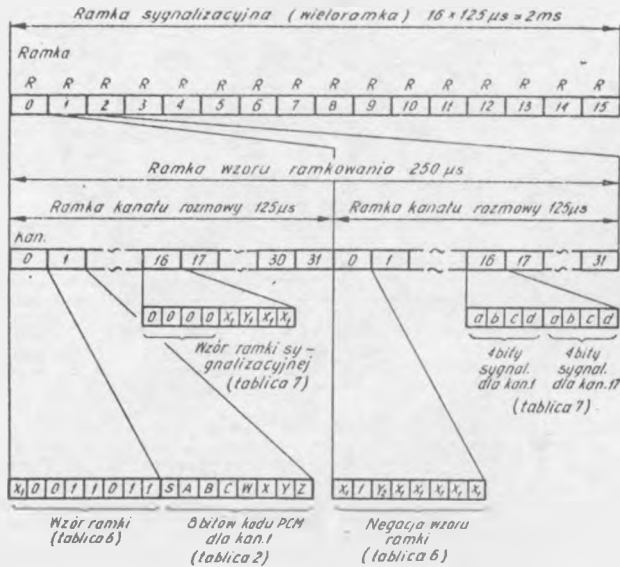 Ramka sygnalizacyjna (wieloramka) 16 × 125 µs = 2ms
Ramka
R R R R R R R R R R R R R R R R
0 1 2 3 4 5 6 7 8 9 10 11 12 13 14 15
Ramka wzoru ramkowania 250 µs
Ramka kanału rozmowy 125µs Ramka kanału rozmowy 125µs
Kan.
0 1 ~ 16 17 ~ 30 31 0 1 ~ 16 17 ~ 31
0 0 0 0 X₁ Y₁ X₁ X₁ a b c d a b c d
Wzór ramki sy-
gnalizacyjnej
(tablica 7)
4bity
sygnal.
dla kan.1
4bity
sygnal.
dla kan.17
(tablica 7)
X₁ 0 0 1 1 0 1 1 S A B C W X Y Z X₁ 1 Y₂ X₁ X₁ X₁ X₁ X₁
Wzór ramki
(tablica 6)
8bitów kodu PCM
dla kan.1
(tablica 2)
Negacja wzoru
ramki
(tablica 6)